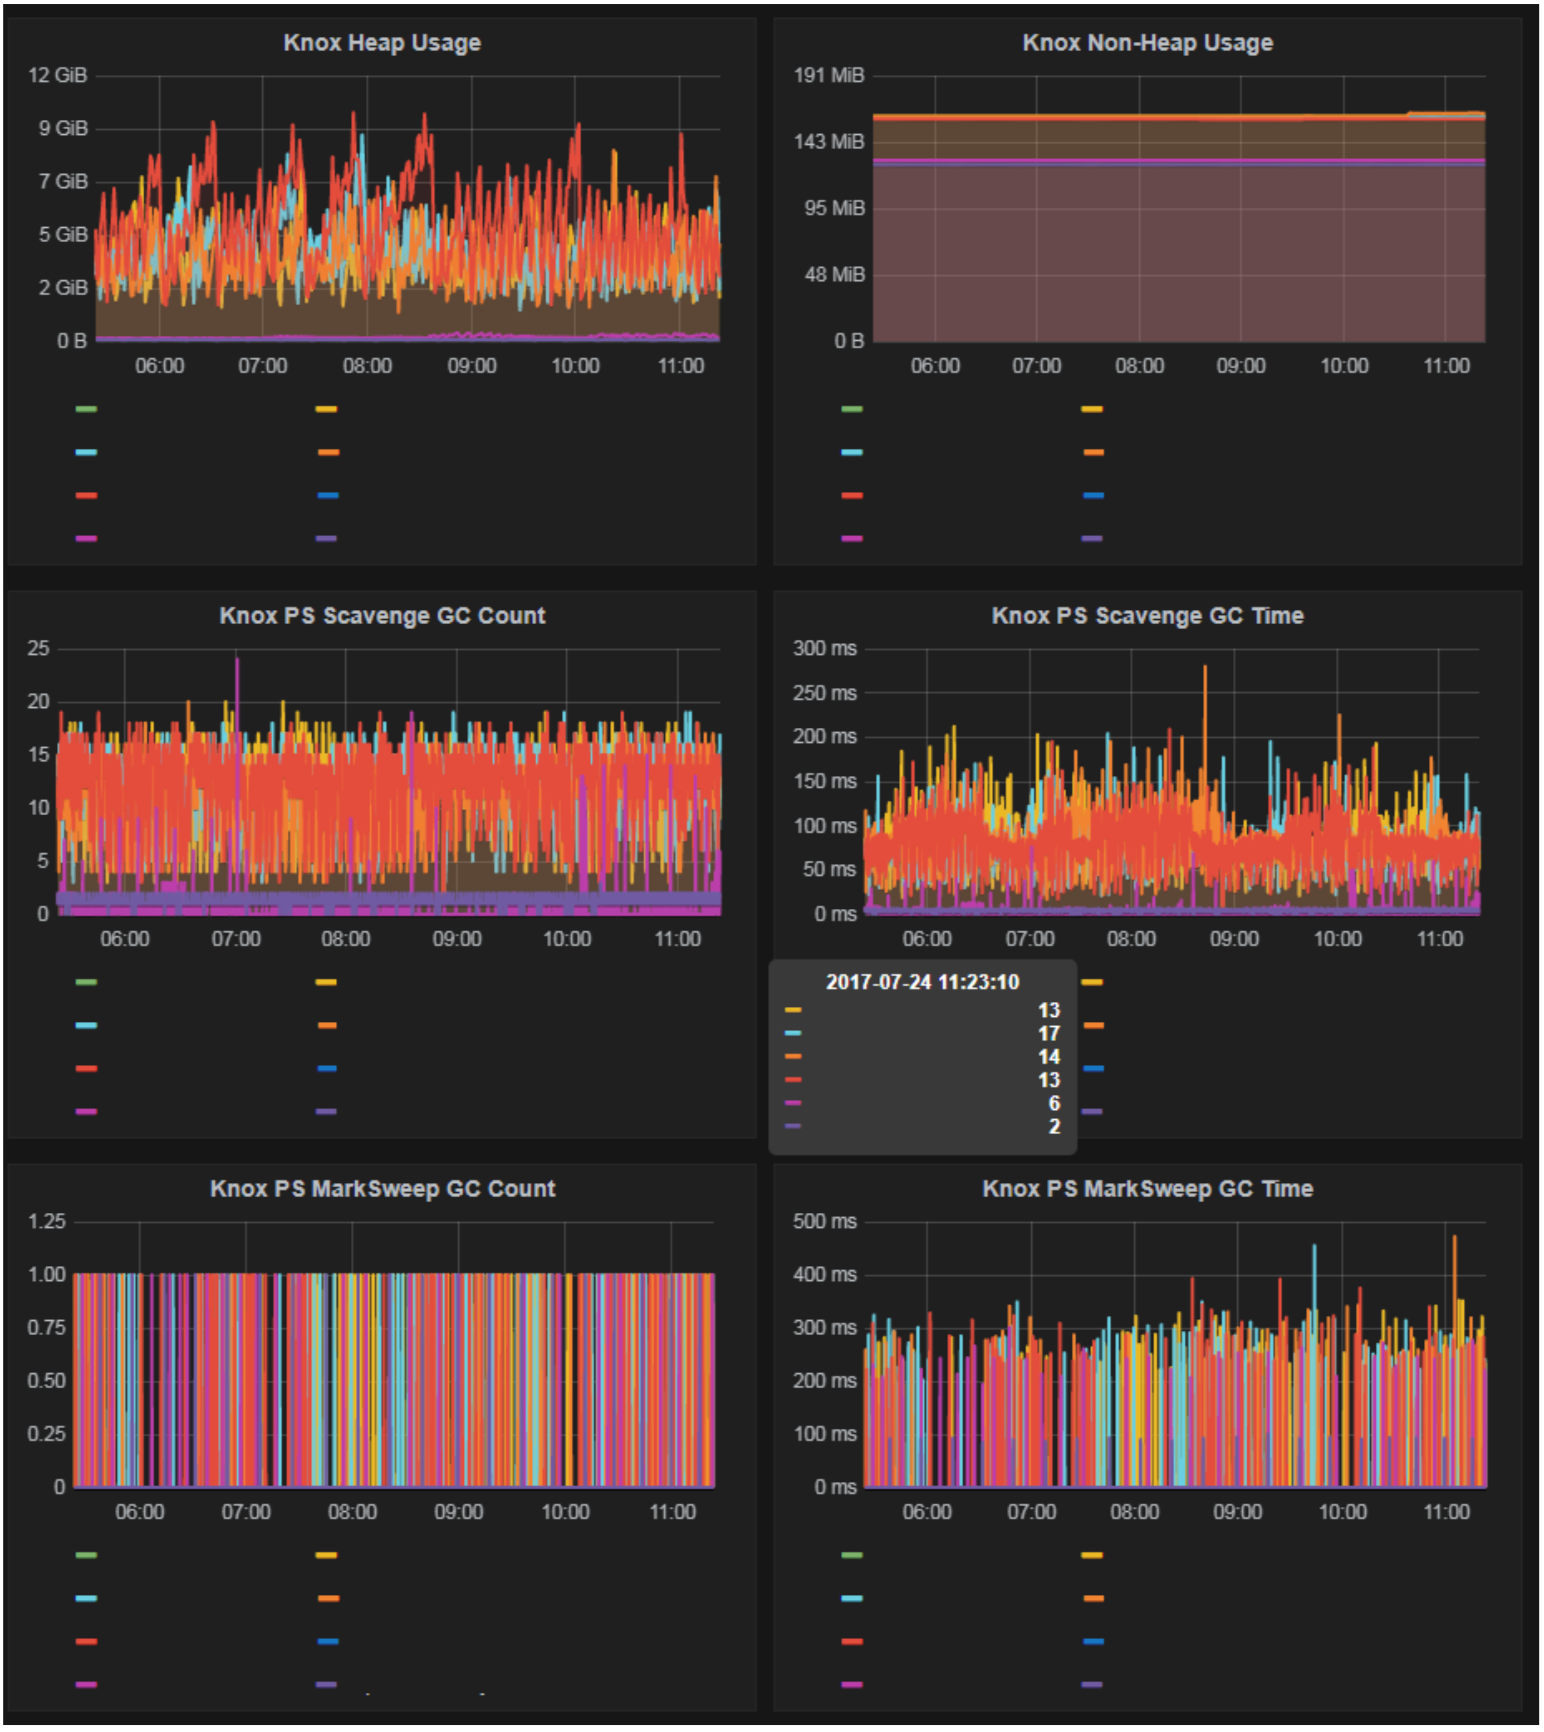 Knox Heap Usage
12 GiB
9 GiB
7 GiB
5 GiB
2 GiB
0 B
06:00 07:00 08:00 09:00 10:00 11:00
Knox Non-Heap Usage
191 MiB
143 MiB
95 MiB
48 MiB
0 B
06:00 07:00 08:00 09:00 10:00 11:00
Knox PS Scavenge GC Count
25
20
15
10
5
0
06:00 07:00 08:00 09:00 10:00 11:00
Knox PS Scavenge GC Time
300 ms
250 ms
200 ms
150 ms
100 ms
50 ms
0 ms
06:00 07:00 08:00 09:00 10:00 11:00
2017-07-24 11:23:10
13
17
14
13
6
2
Knox PS MarkSweep GC Count
1.25
1.00
0.75
0.50
0.25
0
06:00 07:00 08:00 09:00 10:00 11:00
Knox PS MarkSweep GC Time
500 ms
400 ms
300 ms
200 ms
100 ms
0 ms
06:00 07:00 08:00 09:00 10:00 11:00